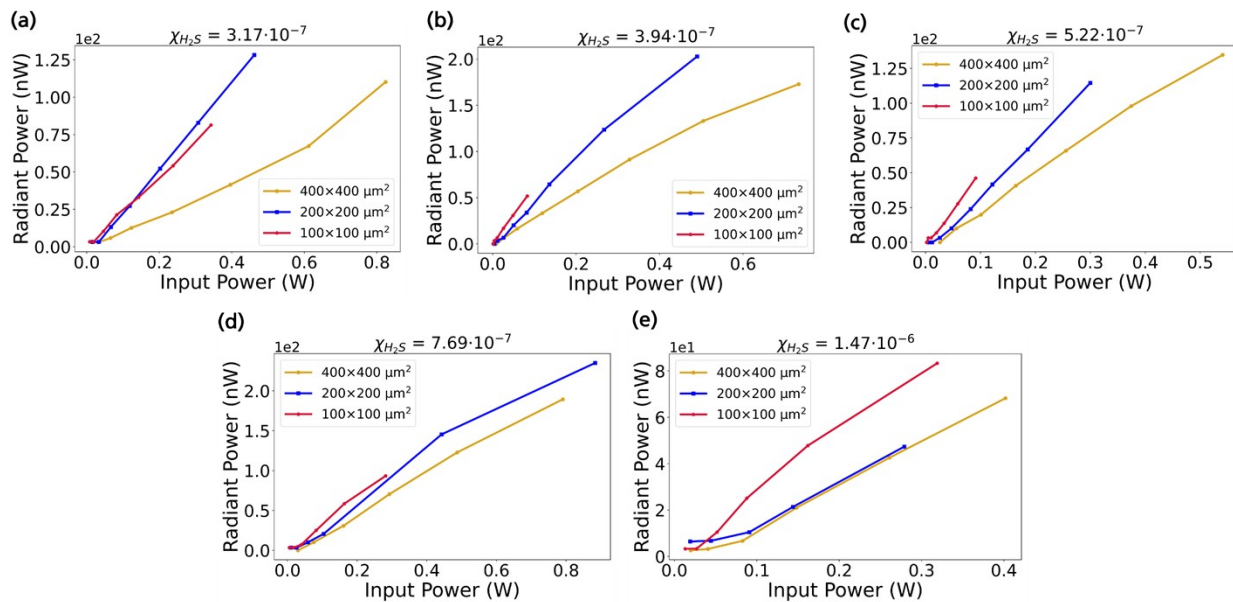 (a)
χ_{H₂S} = 3.17·10⁻⁷
1e2
Radiant Power (nW)
1.25
1.00
0.75
0.50
0.25
0.00
400×400 μm²
200×200 μm²
100×100 μm²
0.0 0.2 0.4 0.6 0.8
Input Power (W)
(b)
χ_{H₂S} = 3.94·10⁻⁷
1e2
Radiant Power (nW)
2.0
1.5
1.0
0.5
0.0
400×400 μm²
200×200 μm²
100×100 μm²
0.0 0.2 0.4 0.6
Input Power (W)
(c)
χ_{H₂S} = 5.22·10⁻⁷
1e2
Radiant Power (nW)
1.25
1.00
0.75
0.50
0.25
0.00
400×400 μm²
200×200 μm²
100×100 μm²
0.0 0.1 0.2 0.3 0.4 0.5
Input Power (W)
(d)
χ_{H₂S} = 7.69·10⁻⁷
1e2
Radiant Power (nW)
2.0
1.5
1.0
0.5
0.0
400×400 μm²
200×200 μm²
100×100 μm²
0.0 0.2 0.4 0.6 0.8
Input Power (W)
(e)
χ_{H₂S} = 1.47·10⁻⁶
1e1
Radiant Power (nW)
8
6
4
2
0
400×400 μm²
200×200 μm²
100×100 μm²
0.0 0.1 0.2 0.3 0.4
Input Power (W)